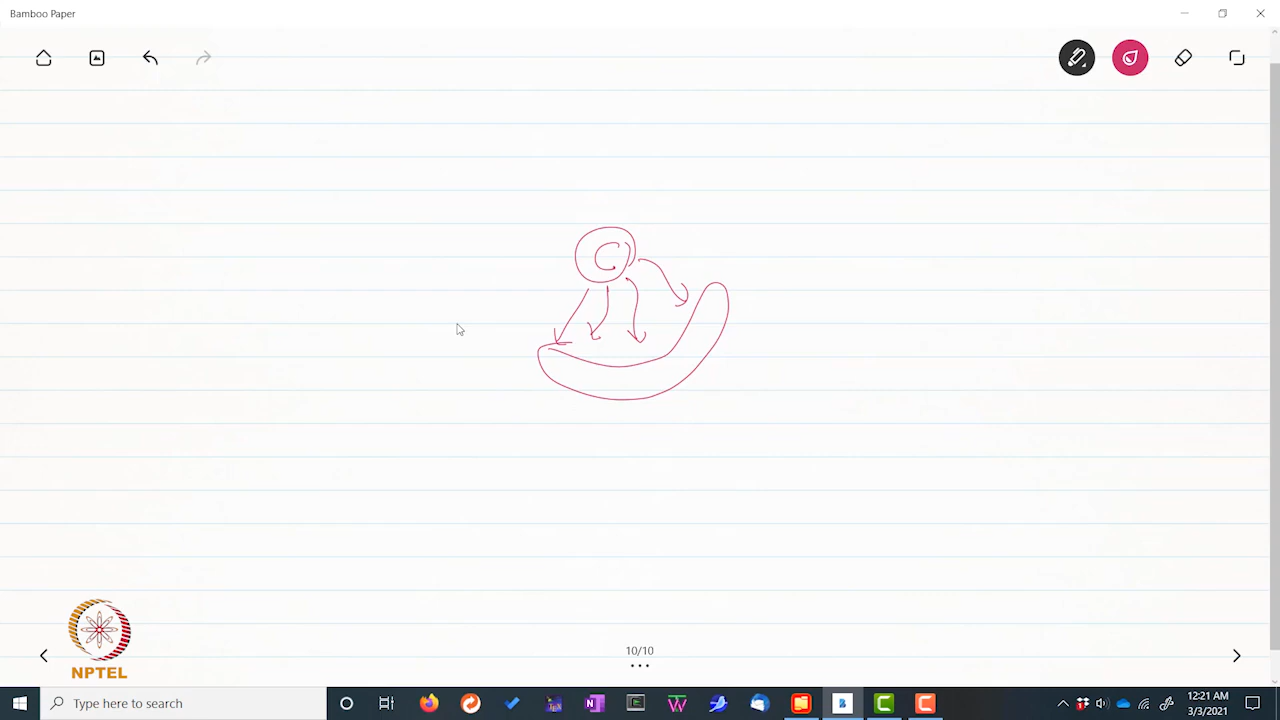 Bamboo Paper
C
10/10
NPTEL
Type here to search
12:21 AM
3/3/2021